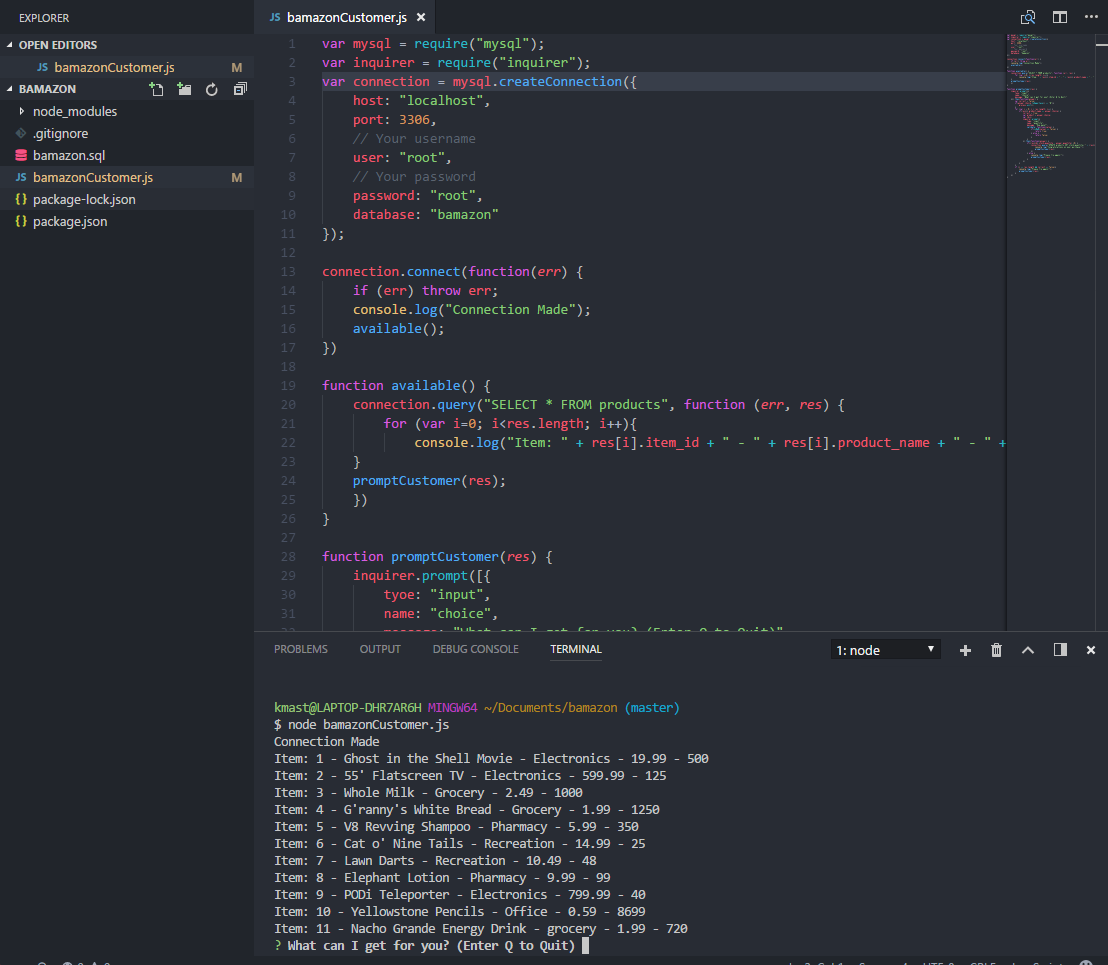 EXPLORER
OPEN EDITORS
JS bamazonCustomer.js M
BAMAZON
node_modules
.gitignore
bamazon.sql
JS bamazonCustomer.js M
{} package-lock.json
{} package.json
JS bamazonCustomer.js ×
1 var mysql = require("mysql");
2 var inquirer = require("inquirer");
3 var connection = mysql.createConnection({
4 host: "localhost",
5 port: 3306,
6 // Your username
7 user: "root",
8 // Your password
9 password: "root",
10 database: "bamazon"
11 });
12
13 connection.connect(function(err) {
14 if (err) throw err;
15 console.log("Connection Made");
16 available();
17 })
18
19 function available() {
20 connection.query("SELECT * FROM products", function (err, res) {
21 for (var i=0; i<res.length; i++){
22 console.log("Item: " + res[i].item_id + " - " + res[i].product_name + " - " +
23 }
24 promptCustomer(res);
25 })
26 }
27
28 function promptCustomer(res) {
29 inquirer.prompt([{
30 tyoe: "input",
31 name: "choice",
PROBLEMS OUTPUT DEBUG CONSOLE TERMINAL 1: node
kmast@LAPTOP-DHR7AR6H MINGW64 ~/Documents/bamazon (master)
$ node bamazonCustomer.js
Connection Made
Item: 1 - Ghost in the Shell Movie - Electronics - 19.99 - 500
Item: 2 - 55' Flatscreen TV - Electronics - 599.99 - 125
Item: 3 - Whole Milk - Grocery - 2.49 - 1000
Item: 4 - G'ranny's White Bread - Grocery - 1.99 - 1250
Item: 5 - V8 Revving Shampoo - Pharmacy - 5.99 - 350
Item: 6 - Cat o' Nine Tails - Recreation - 14.99 - 25
Item: 7 - Lawn Darts - Recreation - 10.49 - 48
Item: 8 - Elephant Lotion - Pharmacy - 9.99 - 99
Item: 9 - PODi Teleporter - Electronics - 799.99 - 40
Item: 10 - Yellowstone Pencils - Office - 0.59 - 8699
Item: 11 - Nacho Grande Energy Drink - grocery - 1.99 - 720
? What can I get for you? (Enter Q to Quit)